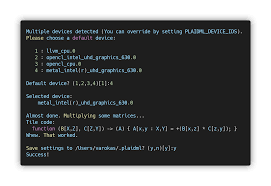 Multiple devices detected (You can override by setting PLAIDML_DEVICE_IDS).
Please choose a default device:
1 : llvm_cpu.0
2 : opencl_intel_uhd_graphics_630.0
3 : opencl_cpu.0
4 : metal_intel(r)_uhd_graphics_630.0
Default device? (1,2,3,4)[1]:4
Selected device:
metal_intel(r)_uhd_graphics_630.0
Almost done. Multiplying some matrices...
Tile code:
function (B[X,Z], C[Z,Y]) -> (A) { A[x,y : X,Y] = +(B[x,z] * C[z,y]); }
Whew. That worked.
Save settings to /Users/varokas/.plaidml? (y,n)[y]:y
Success!